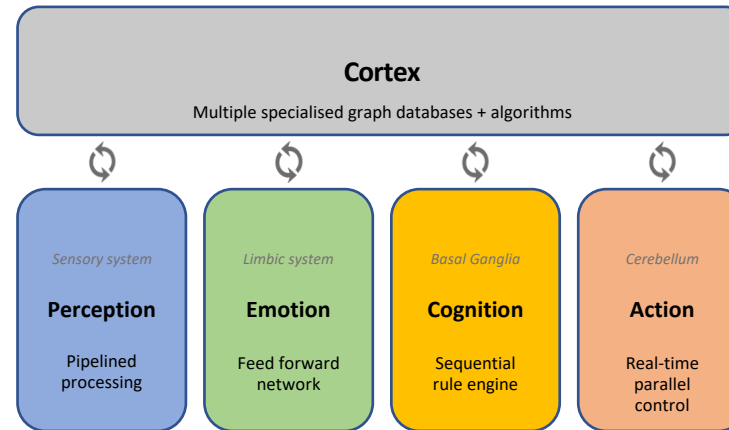 Cortex
Multiple specialised graph databases + algorithms
Sensory system
Perception
Pipelined
processing
Limbic system
Emotion
Feed forward
network
Basal Ganglia
Cognition
Sequential
rule engine
Cerebellum
Action
Real-time
parallel
control